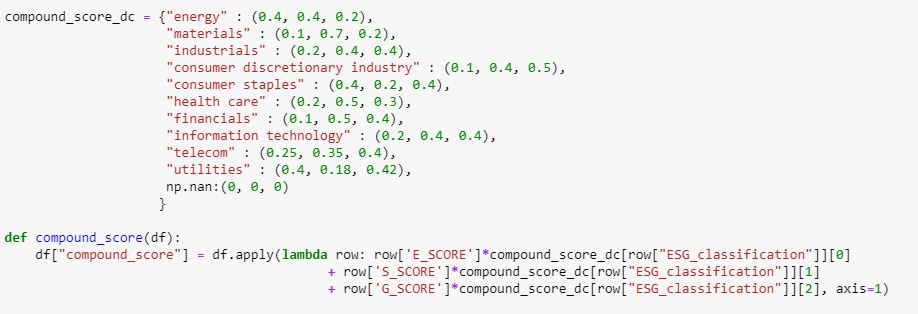 compound_score_dc = {"energy" : (0.4, 0.4, 0.2),
                     "materials" : (0.1, 0.7, 0.2),
                     "industrials" : (0.2, 0.4, 0.4),
                     "consumer discretionary industry" : (0.1, 0.4, 0.5),
                     "consumer staples" : (0.4, 0.2, 0.4),
                     "health care" : (0.2, 0.5, 0.3),
                     "financials" : (0.1, 0.5, 0.4),
                     "information technology" : (0.2, 0.4, 0.4),
                     "telecom" : (0.25, 0.35, 0.4),
                     "utilities" : (0.4, 0.18, 0.42),
                     np.nan:(0, 0, 0)
                    }
def compound_score(df):
    df["compound_score"] = df.apply(lambda row: row['E_SCORE']*compound_score_dc[row["ESG_classification"]][0]
                                          + row['S_SCORE']*compound_score_dc[row["ESG_classification"]][1]
                                          + row['G_SCORE']*compound_score_dc[row["ESG_classification"]][2], axis=1)